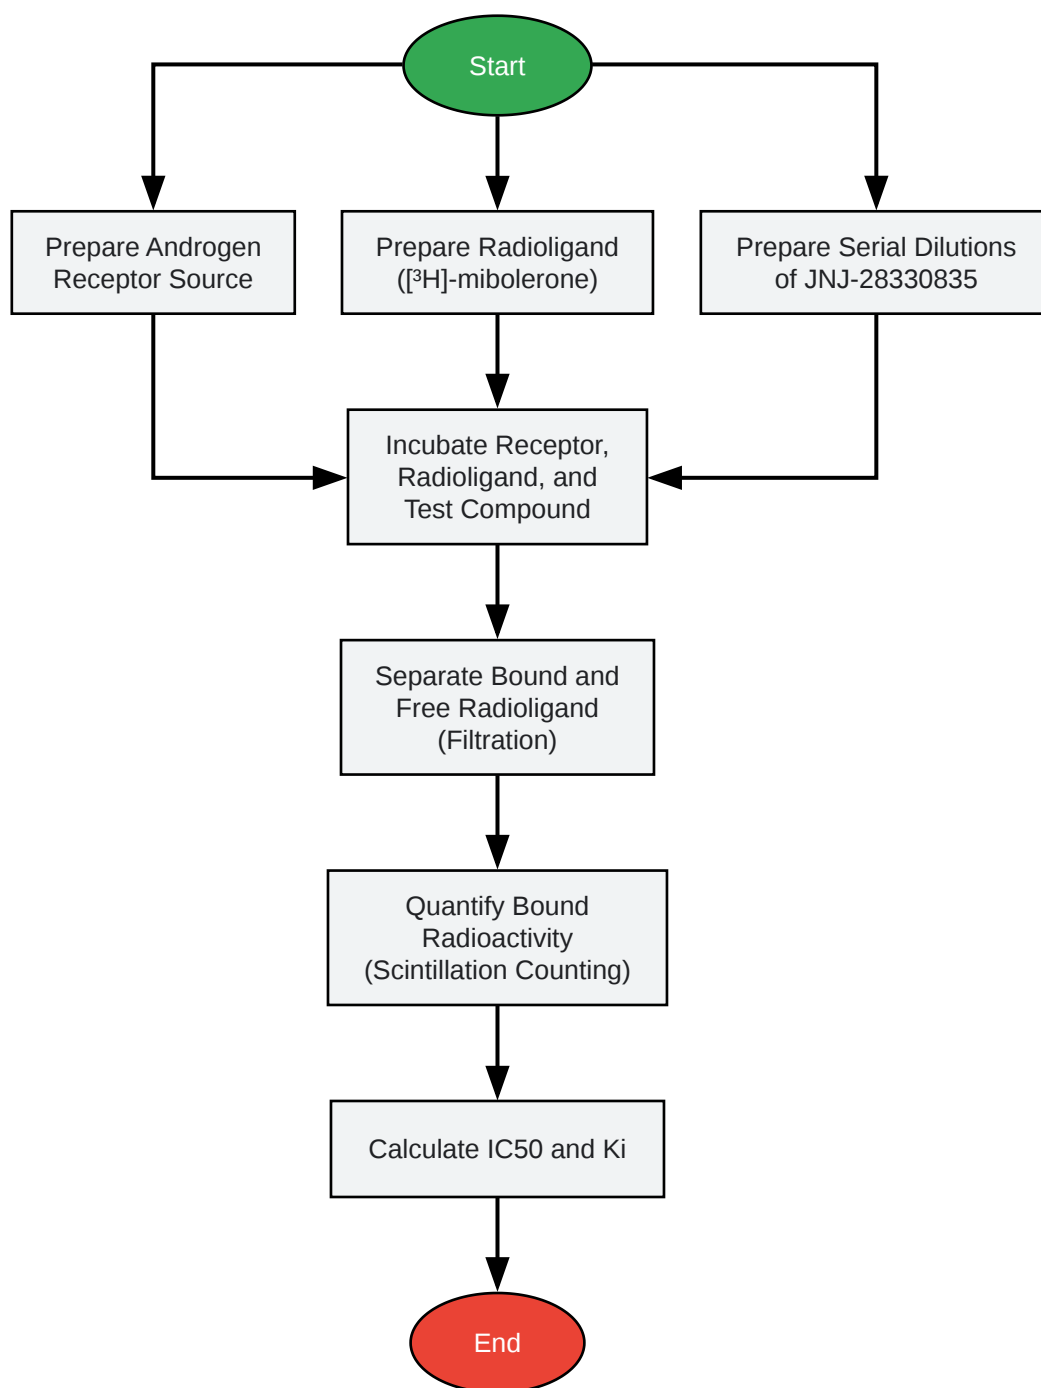 Start
Prepare Androgen
Receptor Source
Prepare Radioligand
([³H]-mibolerone)
Prepare Serial Dilutions
of JNJ-28330835
Incubate Receptor,
Radioligand, and
Test Compound
Separate Bound and
Free Radioligand
(Filtration)
Quantify Bound
Radioactivity
(Scintillation Counting)
Calculate IC50 and Ki
End